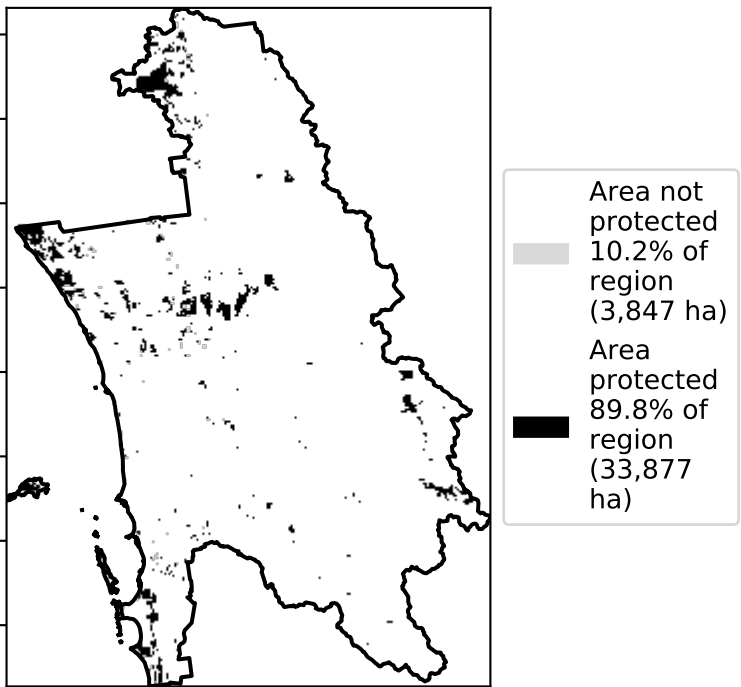 Area not
protected
10.2% of
region
(3,847 ha)
Area
protected
89.8% of
region
(33,877
ha)